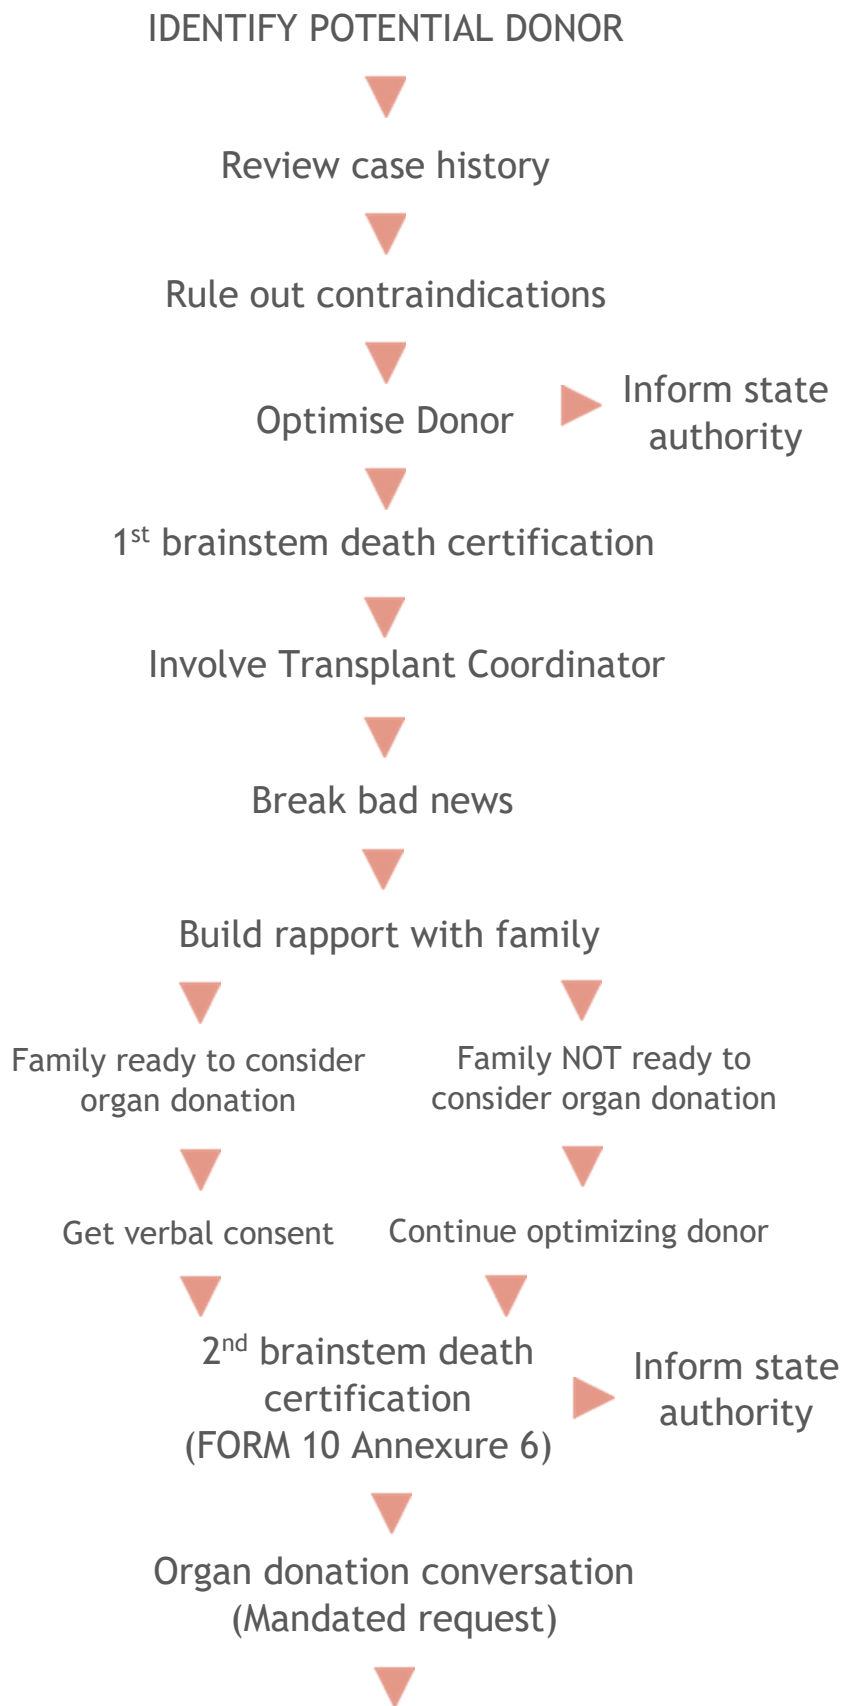 IDENTIFY POTENTIAL DONOR
Review case history
Rule out contraindications
Optimise Donor
Inform state
authority
1st brainstem death certification
Involve Transplant Coordinator
Break bad news
Build rapport with family
Family ready to consider
organ donation
Family NOT ready to
consider organ donation
Get verbal consent
Continue optimizing donor
2nd brainstem death
certification
(FORM 10 Annexure 6)
Inform state
authority
Organ donation conversation
(Mandated request)